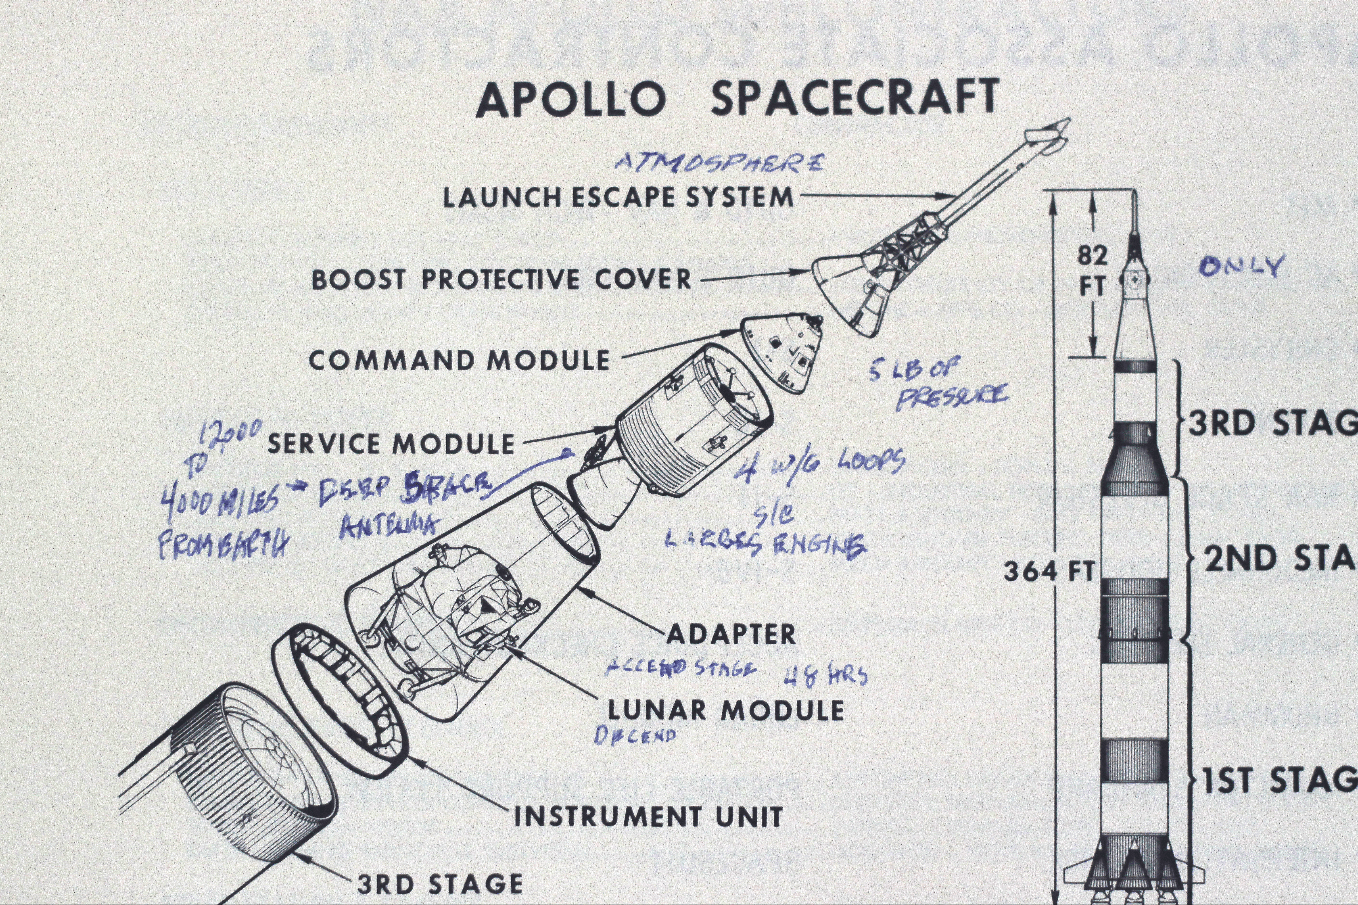 APOLLO SPACECRAFT
ATMOSPHERE
LAUNCH ESCAPE SYSTEM
82
FT
ONLY
BOOST PROTECTIVE COVER
COMMAND MODULE
5 LB OF
PRESSURE
3RD STAG
12,000
TO
4000 MILES
FROM EARTH
SERVICE MODULE
DEEP SPACE
ANTENNA
4 W/G LOOPS
S/C
LARGES ENGINE
2ND STA
364 FT
ADAPTER
ACCEND STAGE 48 HRS
LUNAR MODULE
DECEND
1ST STAG
INSTRUMENT UNIT
3RD STAGE